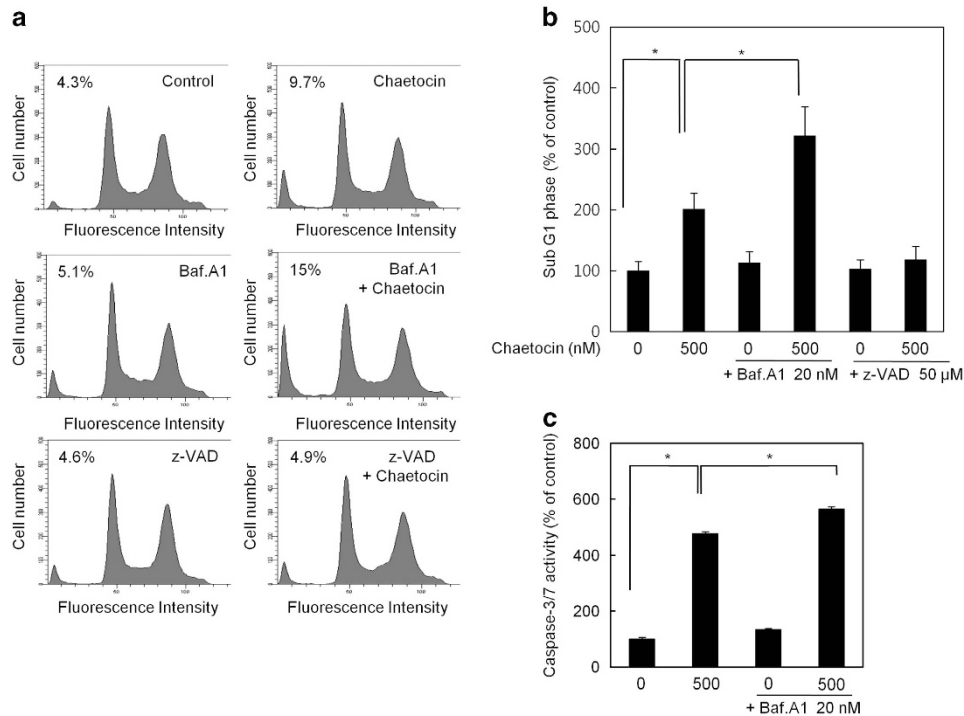 a
4.3% Control
Cell number
Fluorescence Intensity
9.7% Chaetocin
Cell number
Fluorescence Intensity
5.1% Baf.A1
Cell number
Fluorescence Intensity
15% Baf.A1
+ Chaetocin
Cell number
Fluorescence Intensity
4.6% z-VAD
Cell number
50 100
Fluorescence Intensity
4.9% z-VAD
+ Chaetocin
Cell number
50 100
Fluorescence Intensity
b
Sub G1 phase (% of control)
500
400
300
200
100
0
* *
Chaetocin (nM) 0 500 0 500 0 500
+ Baf.A1 20 nM + z-VAD 50 µM
c
Caspase-3/7 activity (% of control)
800
600
400
200
0
* *
0 500 0 500
+ Baf.A1 20 nM